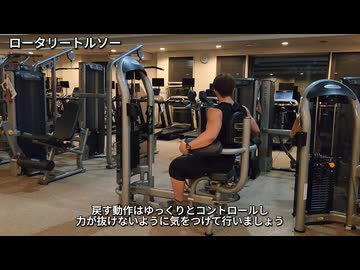 ロータリートルソー
戻す動作はゆっくりとコントロールし
力が抜けないように気をつけて行いましょう